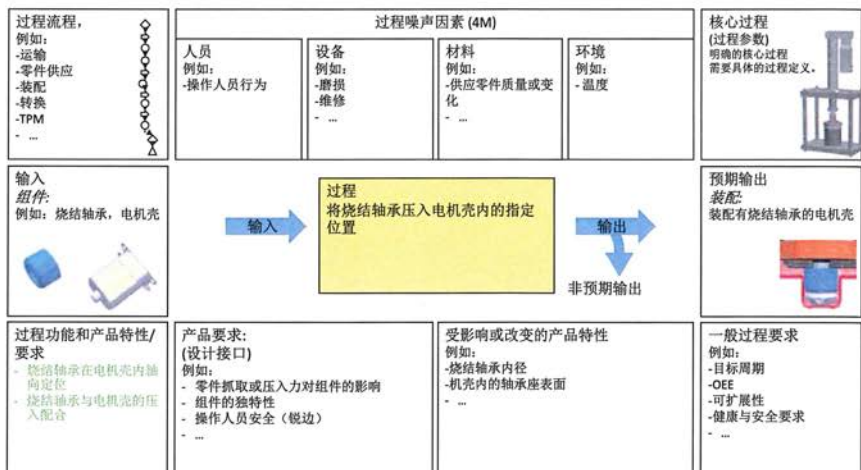 过程流程,
例如:
-运输
-零件供应
-装配
-转换
-TPM
- ...
过程噪声因素 (4M)
人员
例如:
-操作人员行为
设备
例如:
-磨损
-维修
- ...
材料
例如:
-供应零件质量或变
化
- ...
环境
例如:
- 温度
核心过程
(过程参数)
明确的核心过程
需要具体的过程定义。
输入
组件:
例如: 烧结轴承, 电机壳
输入
过程
将烧结轴承压入电机壳内的指定
位置
输出
非预期输出
预期输出
装配:
装配有烧结轴承的电机壳
过程功能和产品特性/
要求
- 烧结轴承在电机壳内轴
向定位
- 烧结轴承与电机壳的压
入配合
产品要求:
(设计接口)
例如:
- 零件抓取或压入力对组件的影响
- 组件的独特性
- 操作人员安全（锐边）
- ...
受影响或改变的产品特性
例如:
-烧结轴承内径
-机壳内的轴承座表面
- ...
一般过程要求
例如:
-目标周期
-OEE
-可扩展性
-健康与安全要求
- ...